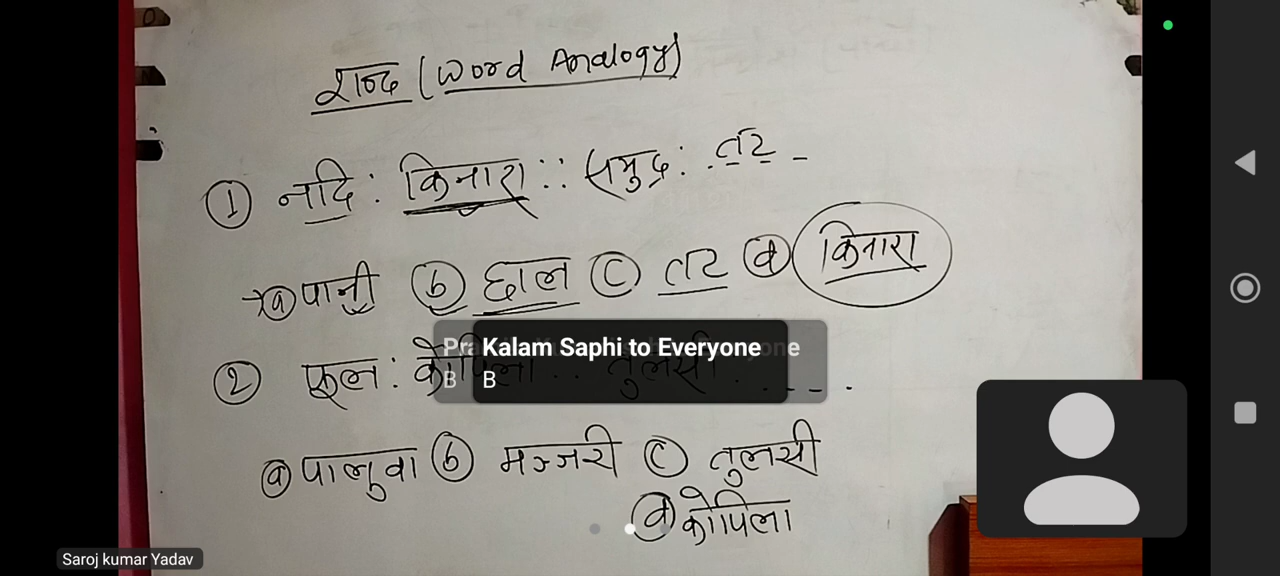 शब्द (Word Analogy)
① नदि : किनारा :: समुद्र : तट
ⓐ पानी ⓑ छाल ⓒ तट ⓓ किनारा
Kalam Saphi to Everyone
B
② फूल : कोपिला :: तुलसी : - - - .
ⓐ पालुवा ⓑ मञ्जरी ⓒ तुलसी
ⓓ कोपिला
Saroj kumar Yadav